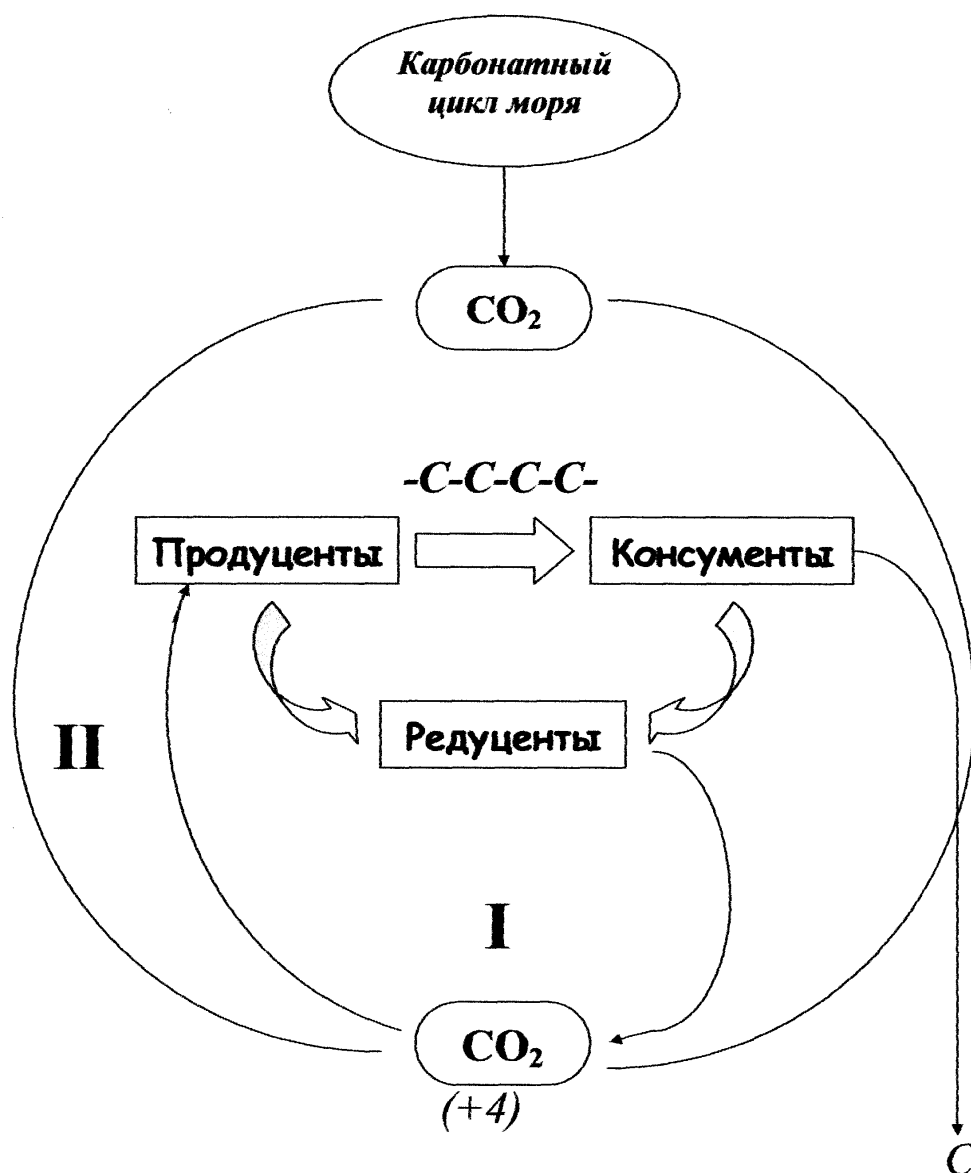 Карбонатный
цикл моря
CO₂
-C-C-C-C-
Продуценты
Консументы
Редуценты
II
I
CO₂
(+4)
C